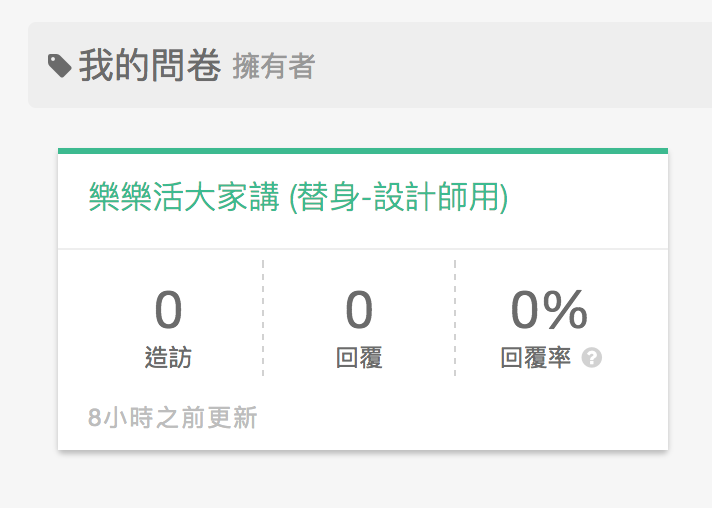 我的問卷 擁有者
樂樂活大家講 (替身-設計師用)
0 0 0%
造訪 回覆 回覆率 ?
8小時之前更新